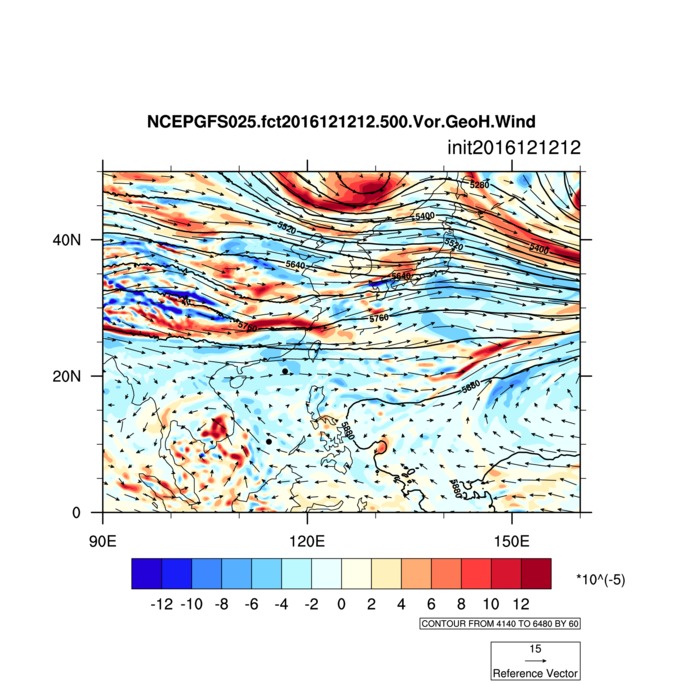 NCEPGFS025.fct2016121212.500.Vor.GeoH.Wind
init2016121212
5280
5400
5520
5520
5400
40N
5640
5640
5760
5760
20N
5880
5880
5880
0
90E 120E 150E
-12 -10 -8 -6 -4 -2 0 2 4 6 8 10 12 *10^(-5)
CONTOUR FROM 4140 TO 6480 BY 60
15
Reference Vector